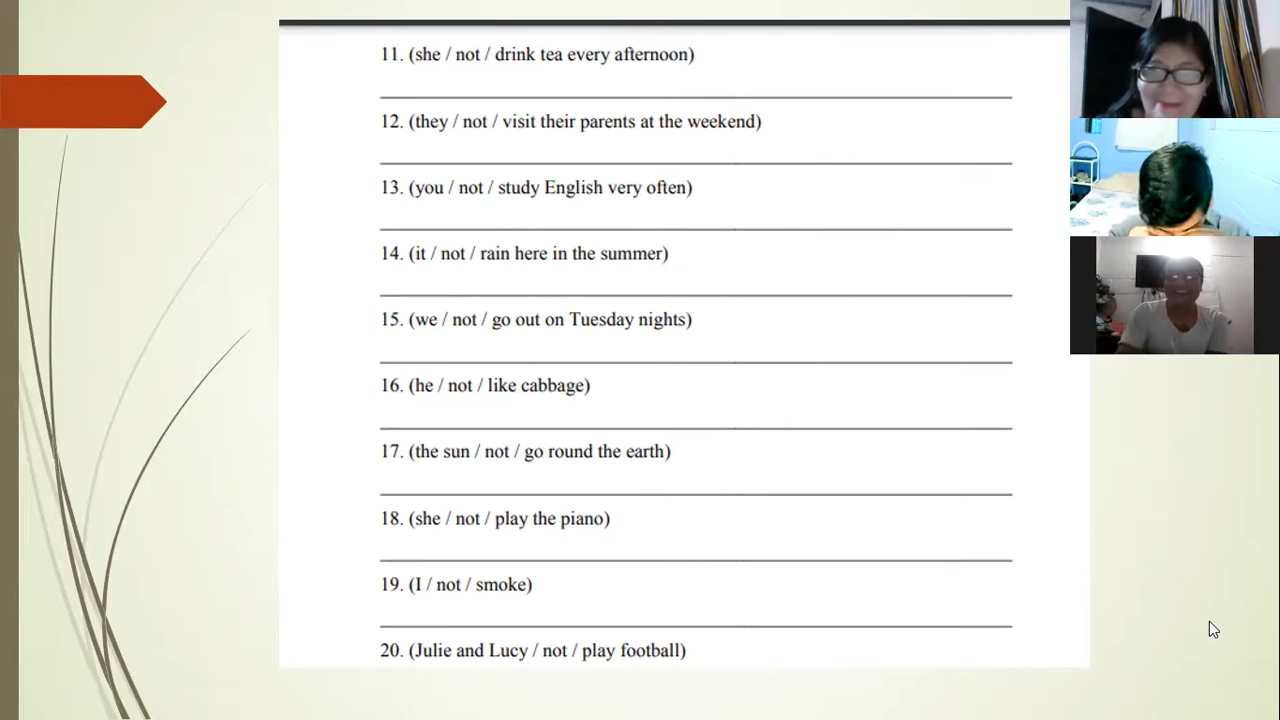 11. (she / not / drink tea every afternoon)
12. (they / not / visit their parents at the weekend)
13. (you / not / study English very often)
14. (it / not / rain here in the summer)
15. (we / not / go out on Tuesday nights)
16. (he / not / like cabbage)
17. (the sun / not / go round the earth)
18. (she / not / play the piano)
19. (I / not / smoke)
20. (Julie and Lucy / not / play football)